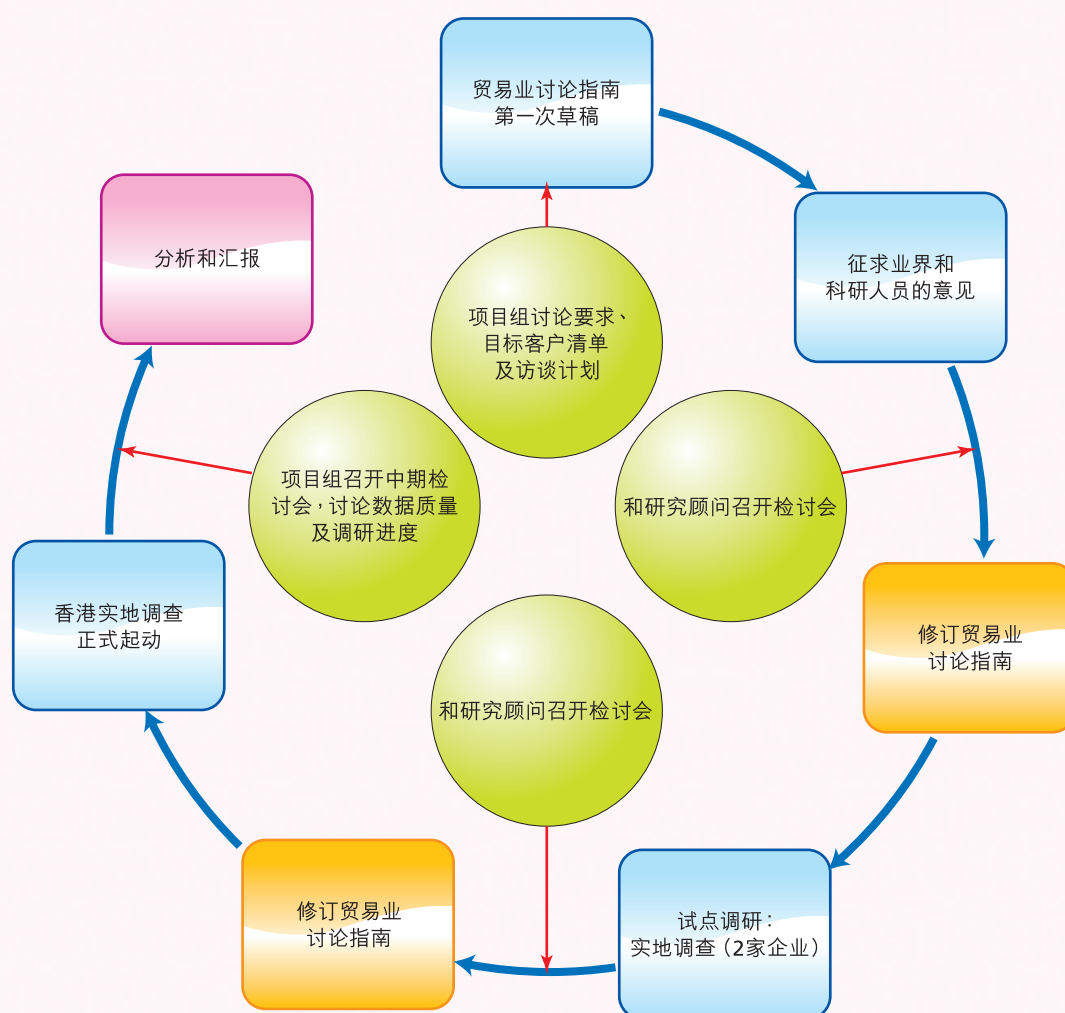 贸易业讨论指南
第一次草稿
征求业界和
科研人员的意见
修订贸易业
讨论指南
试点调研：
实地调查（2家企业）
修订贸易业
讨论指南
香港实地调查
正式起动
分析和汇报
项目组讨论要求、
目标客户清单
及访谈计划
和研究顾问召开检讨会
和研究顾问召开检讨会
项目组召开中期检
讨会，讨论数据质量
及调研进度